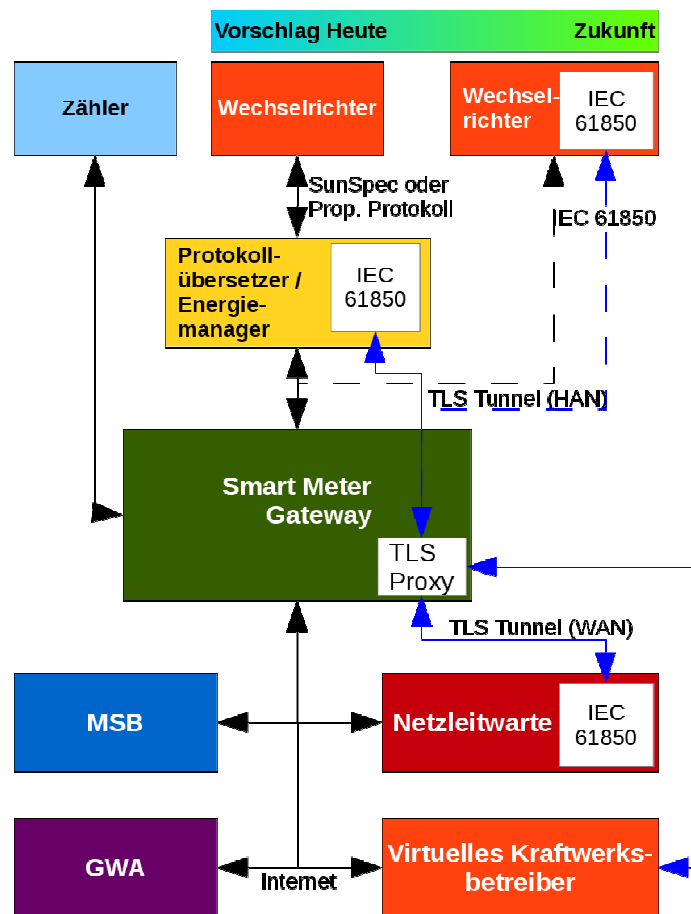 Vorschlag Heute
Zukunft
Zähler
Wechselrichter
Wechsel-
richter
IEC
61850
SunSpec oder
Prop. Protokoll
IEC 61850
Protokoll-
übersetzer /
Energie-
manager
IEC
61850
TLS Tunnel (HAN)
Smart Meter
Gateway
TLS
Proxy
TLS Tunnel (WAN)
MSB
Netzleitwarte
IEC
61850
GWA
Internet
Virtuelles Kraftwerks-
betreiber